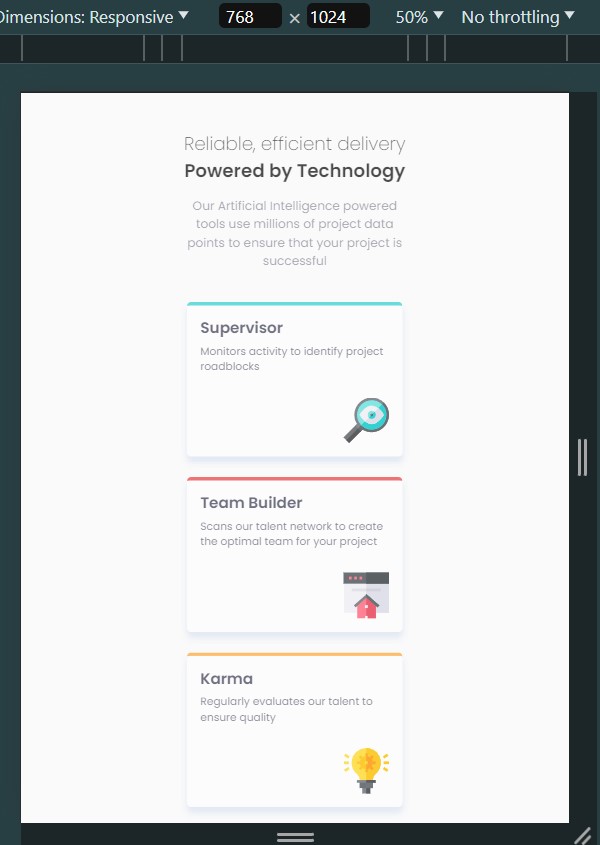 Dimensions: Responsive ▼ 768 × 1024 50% ▼ No throttling ▼
Reliable, efficient delivery
Powered by Technology
Our Artificial Intelligence powered
tools use millions of project data
points to ensure that your project is
successful
Supervisor
Monitors activity to identify project
roadblocks
Team Builder
Scans our talent network to create
the optimal team for your project
Karma
Regularly evaluates our talent to
ensure quality